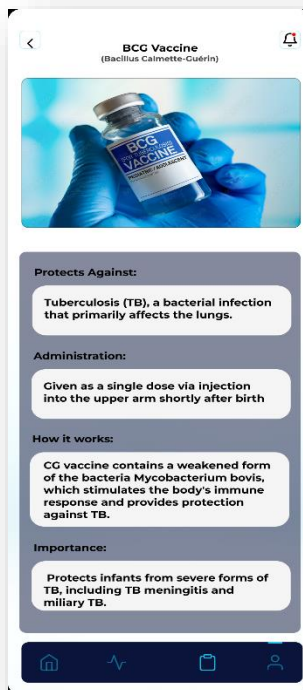 BCG Vaccine
(Bacillus Calmette-Guérin)
BCG
VACCINE
PEDIATRIC / ADOLESCENT
Protects Against:
Tuberculosis (TB), a bacterial infection
that primarily affects the lungs.
Administration:
Given as a single dose via injection
into the upper arm shortly after birth
How it works:
CG vaccine contains a weakened form
of the bacteria Mycobacterium bovis,
which stimulates the body's immune
response and provides protection
against TB.
Importance:
Protects infants from severe forms of
TB, including TB meningitis and
miliary TB.